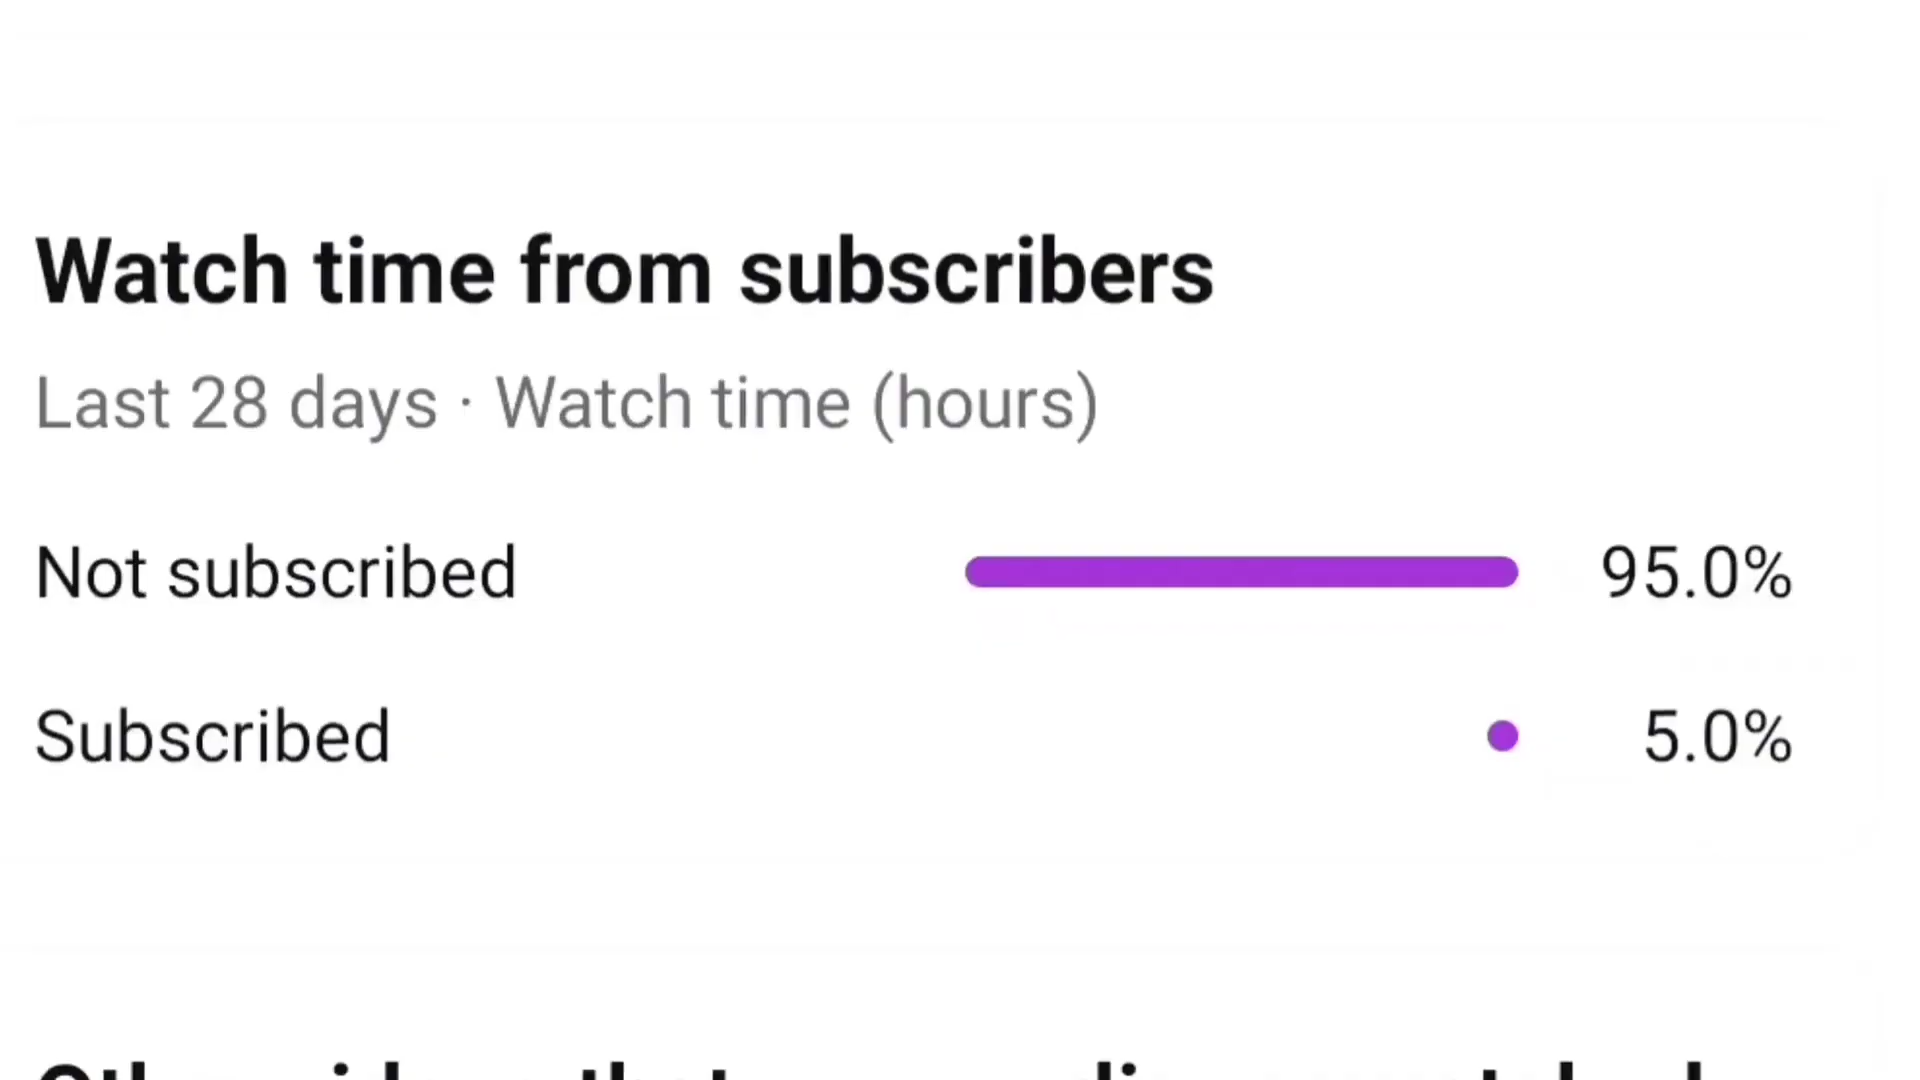 Watch time from subscribers
Last 28 days · Watch time (hours)
Not subscribed 95.0%
Subscribed 5.0%